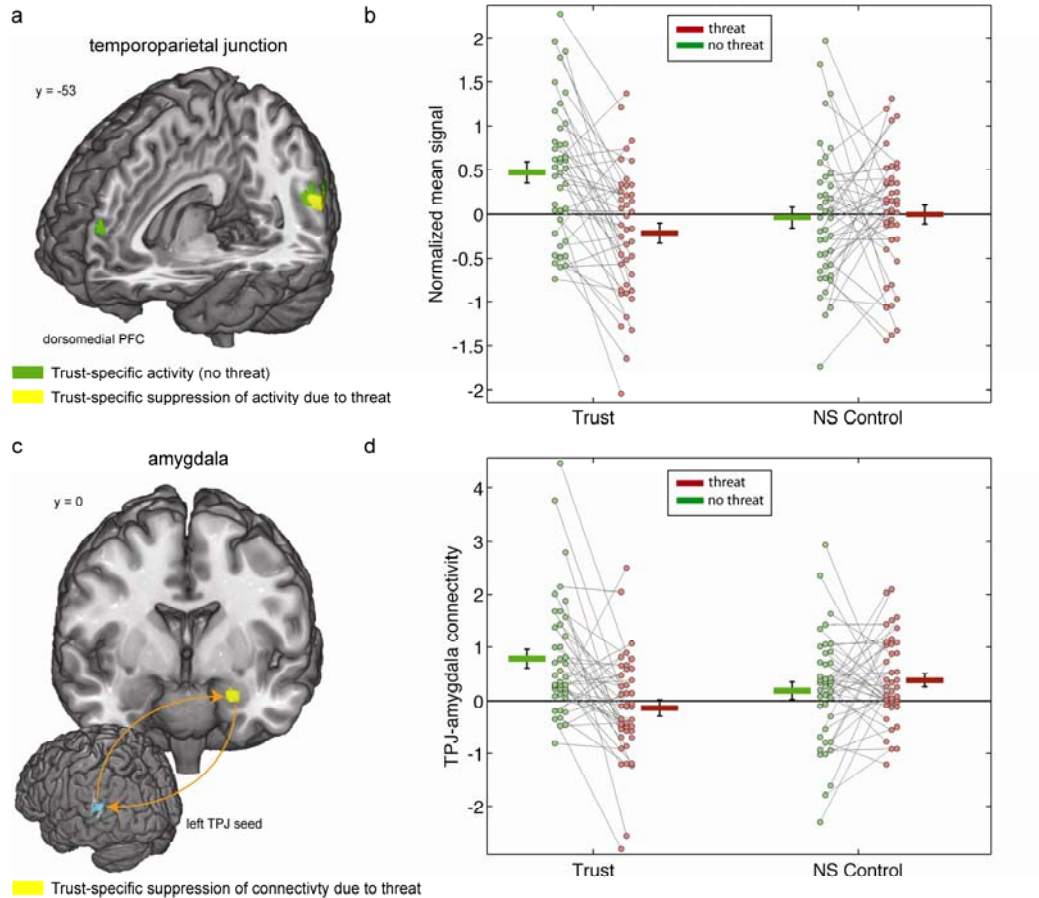 a
temporoparietal junction
y = -53
dorsomedial PFC
Trust-specific activity (no threat)
Trust-specific suppression of activity due to threat
b
threat
no threat
Normalized mean signal
2
1.5
1
0.5
0
-0.5
-1
-1.5
-2
Trust
NS Control
c
amygdala
y = 0
left TPJ seed
Trust-specific suppression of connectivty due to threat
d
threat
no threat
TPJ-amygdala connectivity
4
3
2
1
0
-1
-2
Trust
NS Control